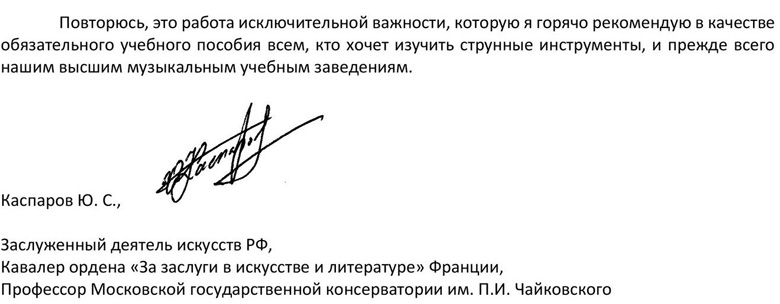 Повторюсь, это работа исключительной важности, которую я горячо рекомендую в качестве
обязательного учебного пособия всем, кто хочет изучить струнные инструменты, и прежде всего
нашим высшим музыкальным учебным заведениям.
Каспаров
Каспаров Ю. С.,
Заслуженный деятель искусств РФ,
Кавалер ордена «За заслуги в искусстве и литературе» Франции,
Профессор Московской государственной консерватории им. П.И. Чайковского